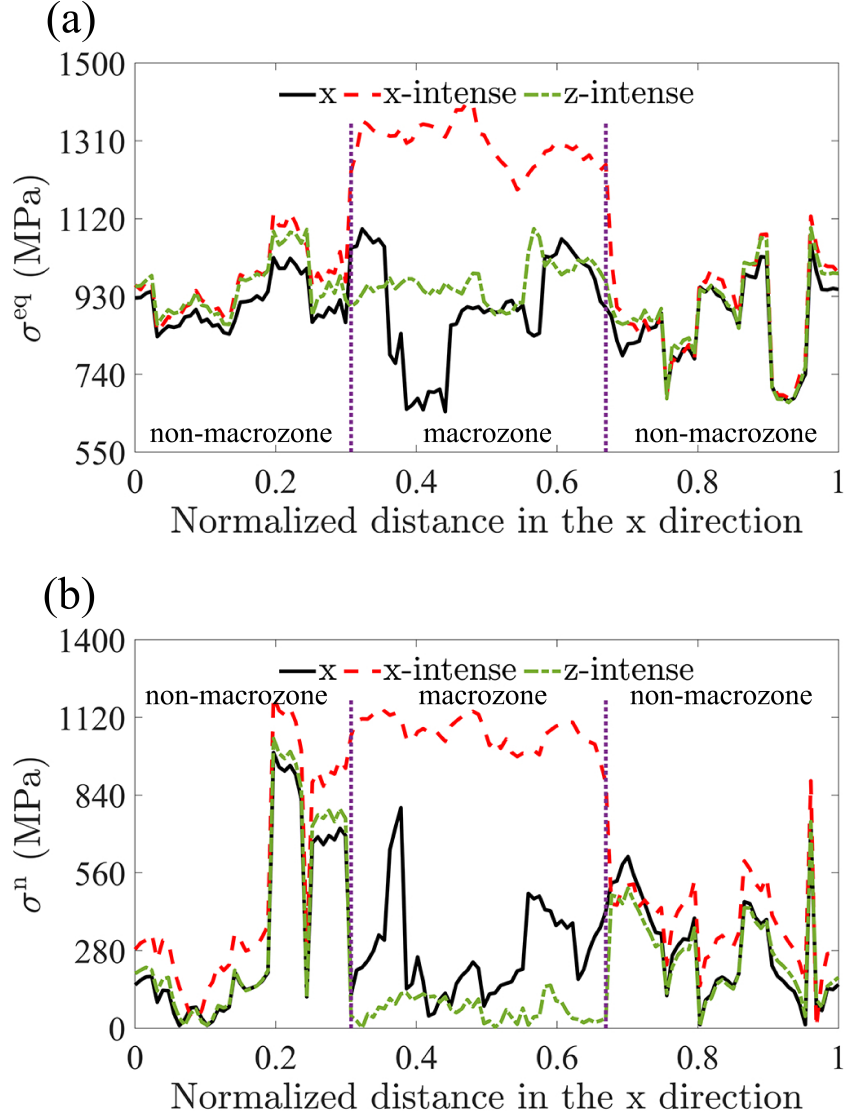 (a)
1500
x x-intense z-intense
1310
1120
930
740
non-macrozone macrozone non-macrozone
550
0 0.2 0.4 0.6 0.8 1
σ^eq (MPa)
Normalized distance in the x direction
(b)
1400
x x-intense z-intense
non-macrozone macrozone non-macrozone
1120
840
560
280
0
0 0.2 0.4 0.6 0.8 1
σ^n (MPa)
Normalized distance in the x direction